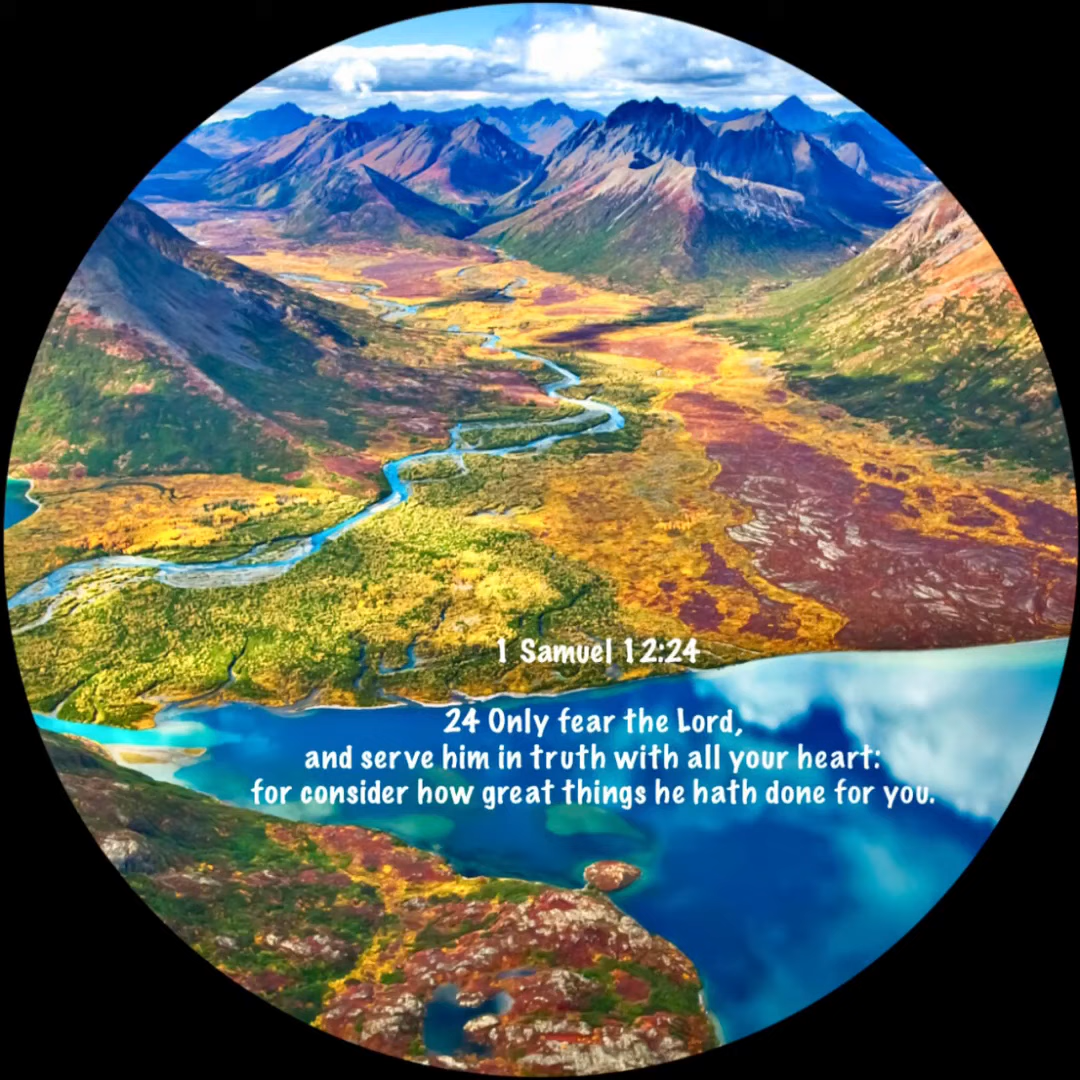 1 Samuel 12:24
24 Only fear the Lord,
and serve him in truth with all your heart:
for consider how great things he hath done for you.